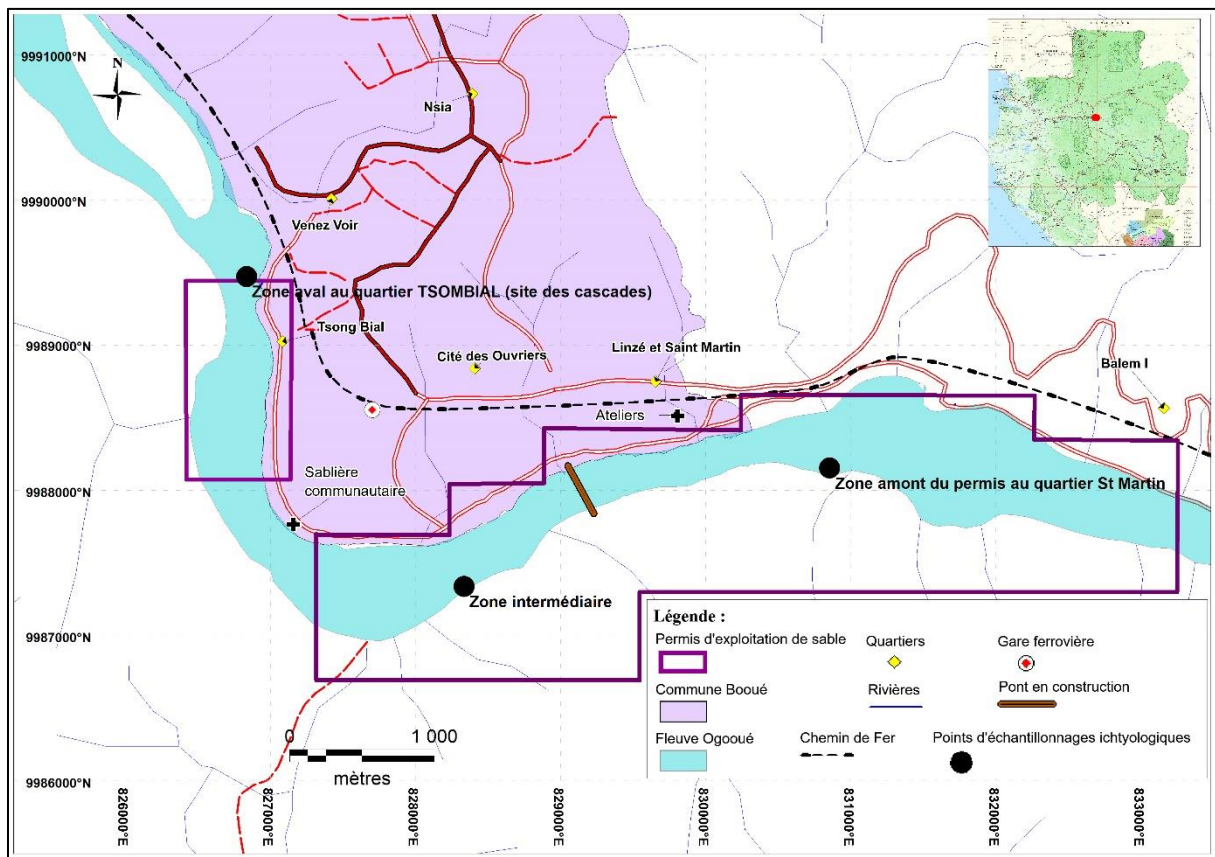 9991000°N
N
Nsia
9990000°N
Venez Voir
Zone aval au quartier TSOMBIAL (site des cascades)
Tsong Bial
9989000°N
Cité des Ouvriers
Linzé et Saint Martin
Balem I
Ateliers
Sablière
communautaire
9988000°N
Zone amont du permis au quartier St Martin
Zone intermédiaire
9987000°N
Légende :
Permis d'exploitation de sable
Quartiers
Gare ferrovière
Commune Booué
Rivières
Pont en construction
Fleuve Ogooué
Chemin de Fer
Points d'échantillonnages ichtyologiques
0 1 000
mètres
9986000°N
826000°E
827000°E
828000°E
829000°E
830000°E
831000°E
832000°E
833000°E